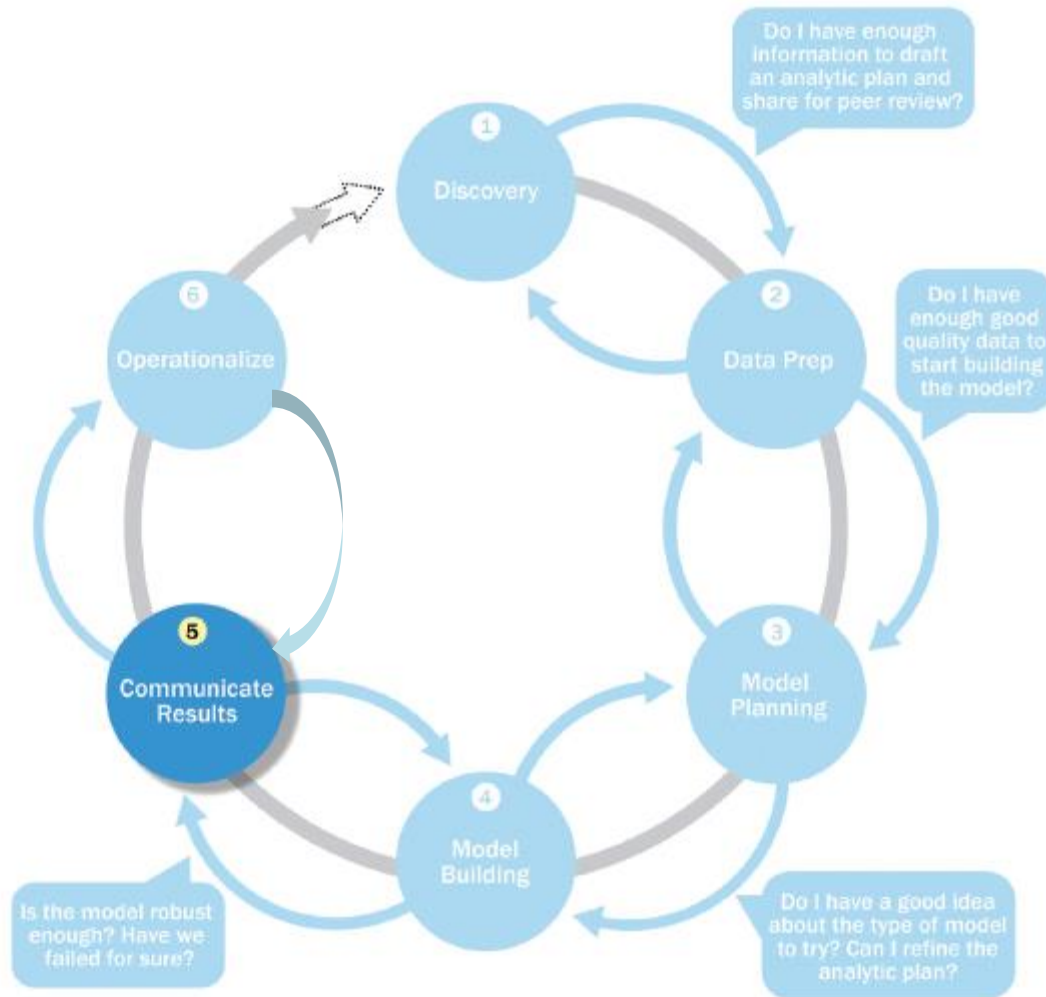 Do I have enough
information to draft
an analytic plan and
share for peer review?
1
Discovery
2
Data Prep
Do I have
enough good
quality data to
start building
the model?
3
Model
Planning
Do I have a good idea
about the type of model
to try? Can I refine the
analytic plan?
4
Model
Building
Is the model robust
enough? Have we
failed for sure?
5
Communicate
Results
6
Operationalize